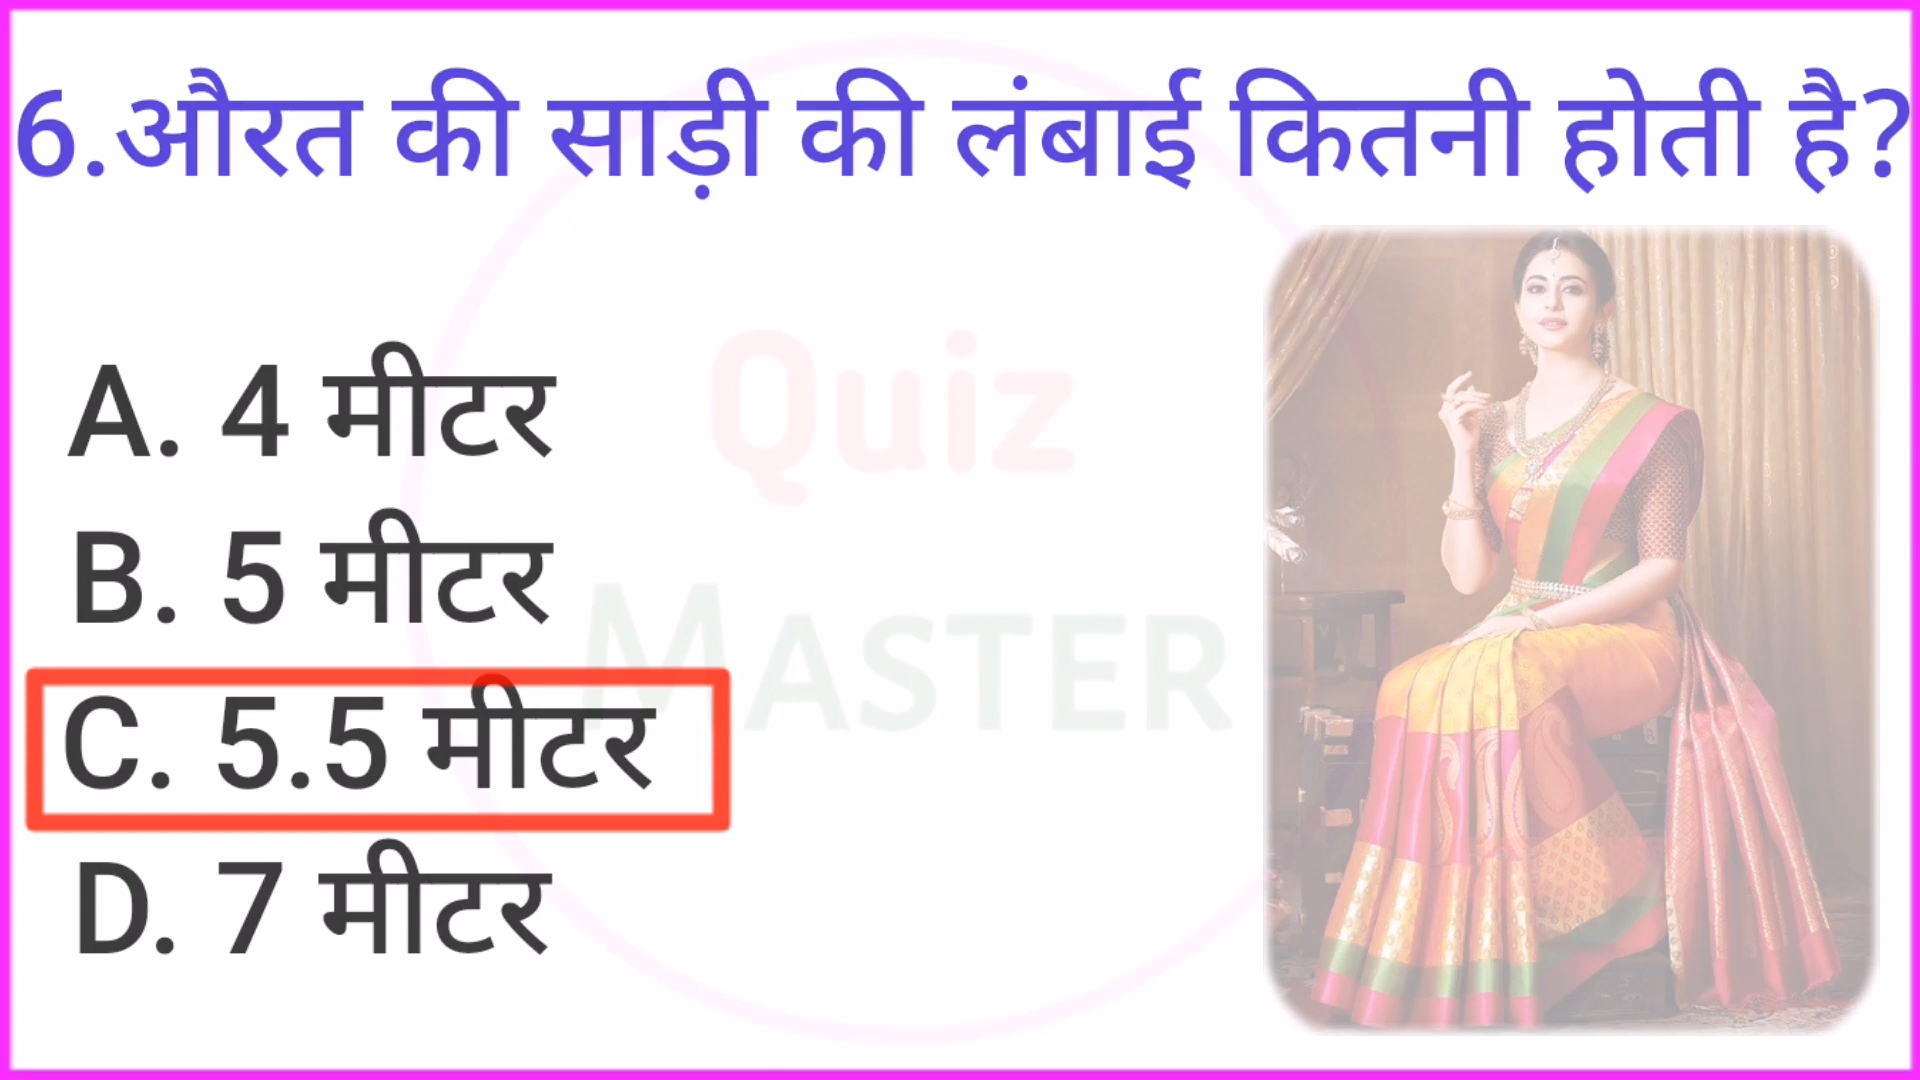 6.औरत की साड़ी की लंबाई कितनी होती है?
Quiz
MASTER
A. 4 मीटर
B. 5 मीटर
C. 5.5 मीटर
D. 7 मीटर